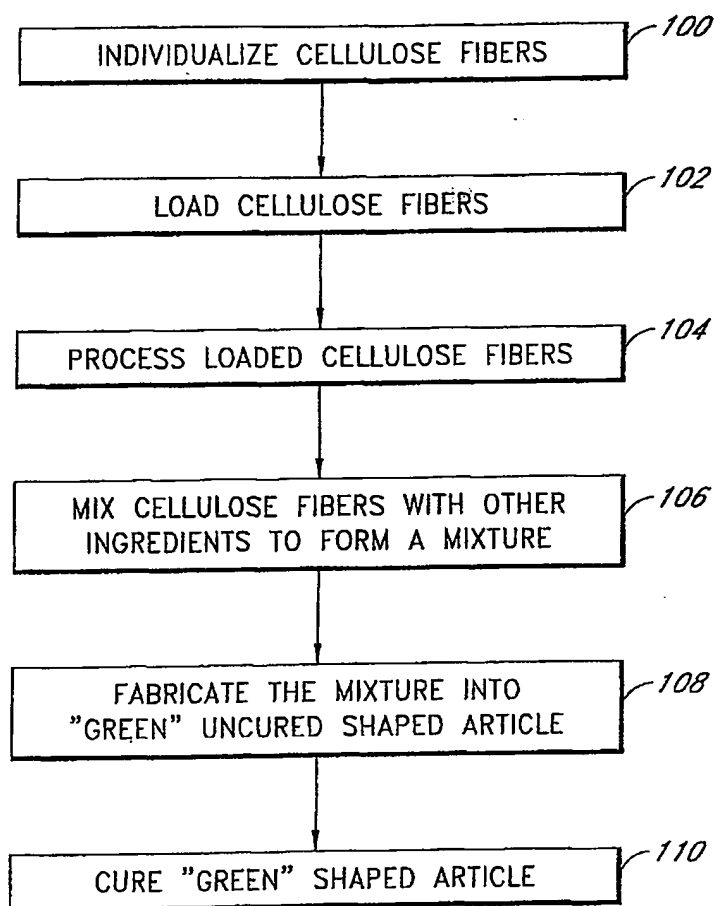 INDIVIDUALIZE CELLULOSE FIBERS
100
LOAD CELLULOSE FIBERS
102
PROCESS LOADED CELLULOSE FIBERS
104
MIX CELLULOSE FIBERS WITH OTHER
INGREDIENTS TO FORM A MIXTURE
106
FABRICATE THE MIXTURE INTO
"GREEN" UNCURED SHAPED ARTICLE
108
CURE "GREEN" SHAPED ARTICLE
110